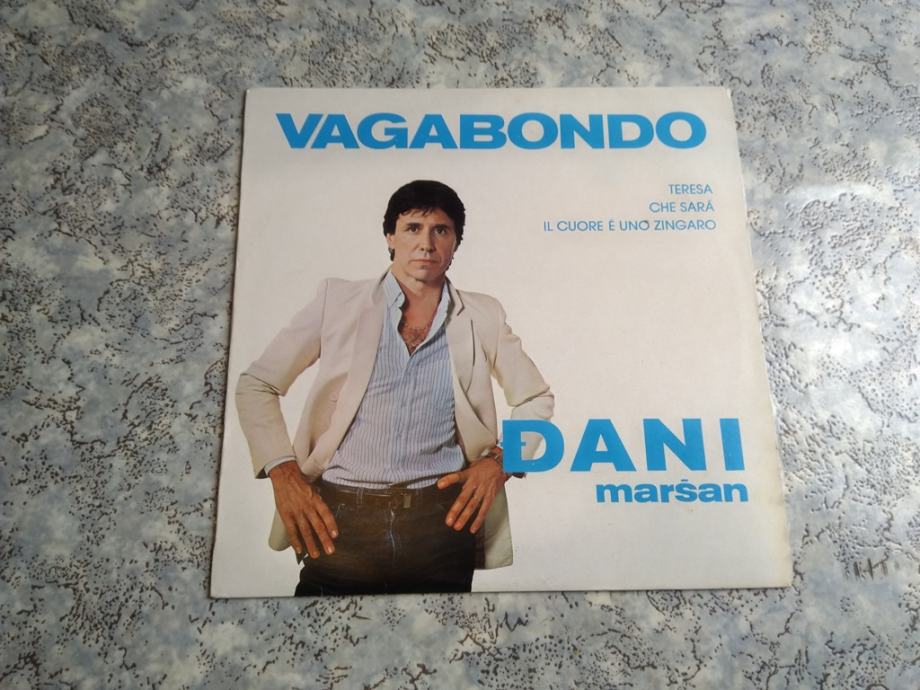 VAGABONDO
TERESA
CHE SARÁ
IL CUORE É UNO ZINGARO
ĐANI
maršan